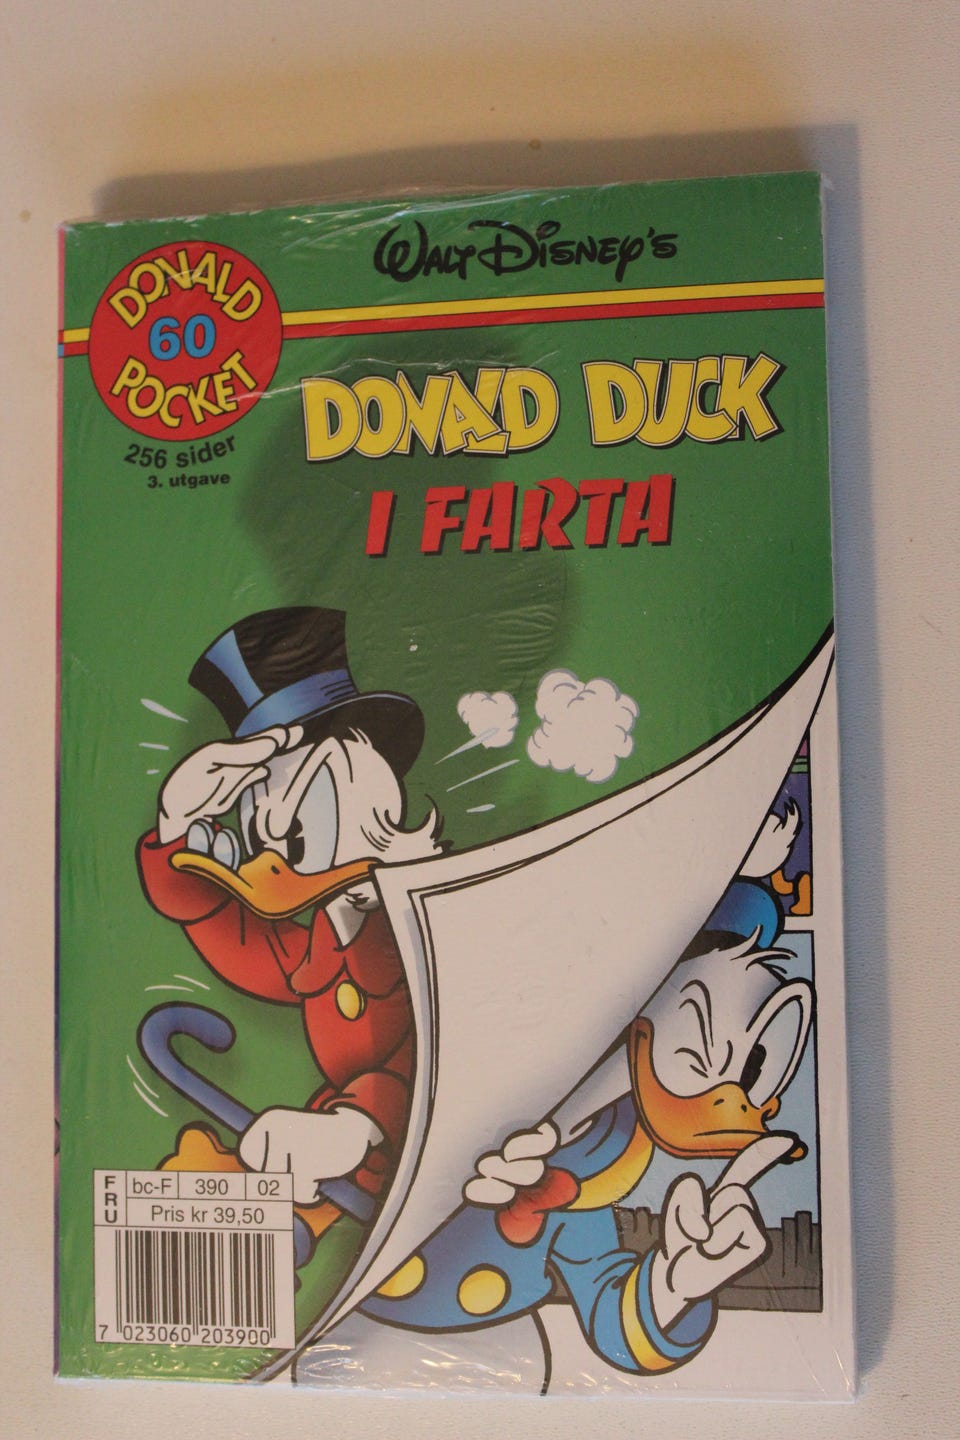 WALT DISNEY'S
DONALD
60
POCKET
256 sider
3. utgave
DONALD DUCK
I FARTA
FRU
bc-F 390 02
Pris kr 39,50
7 023060 203900